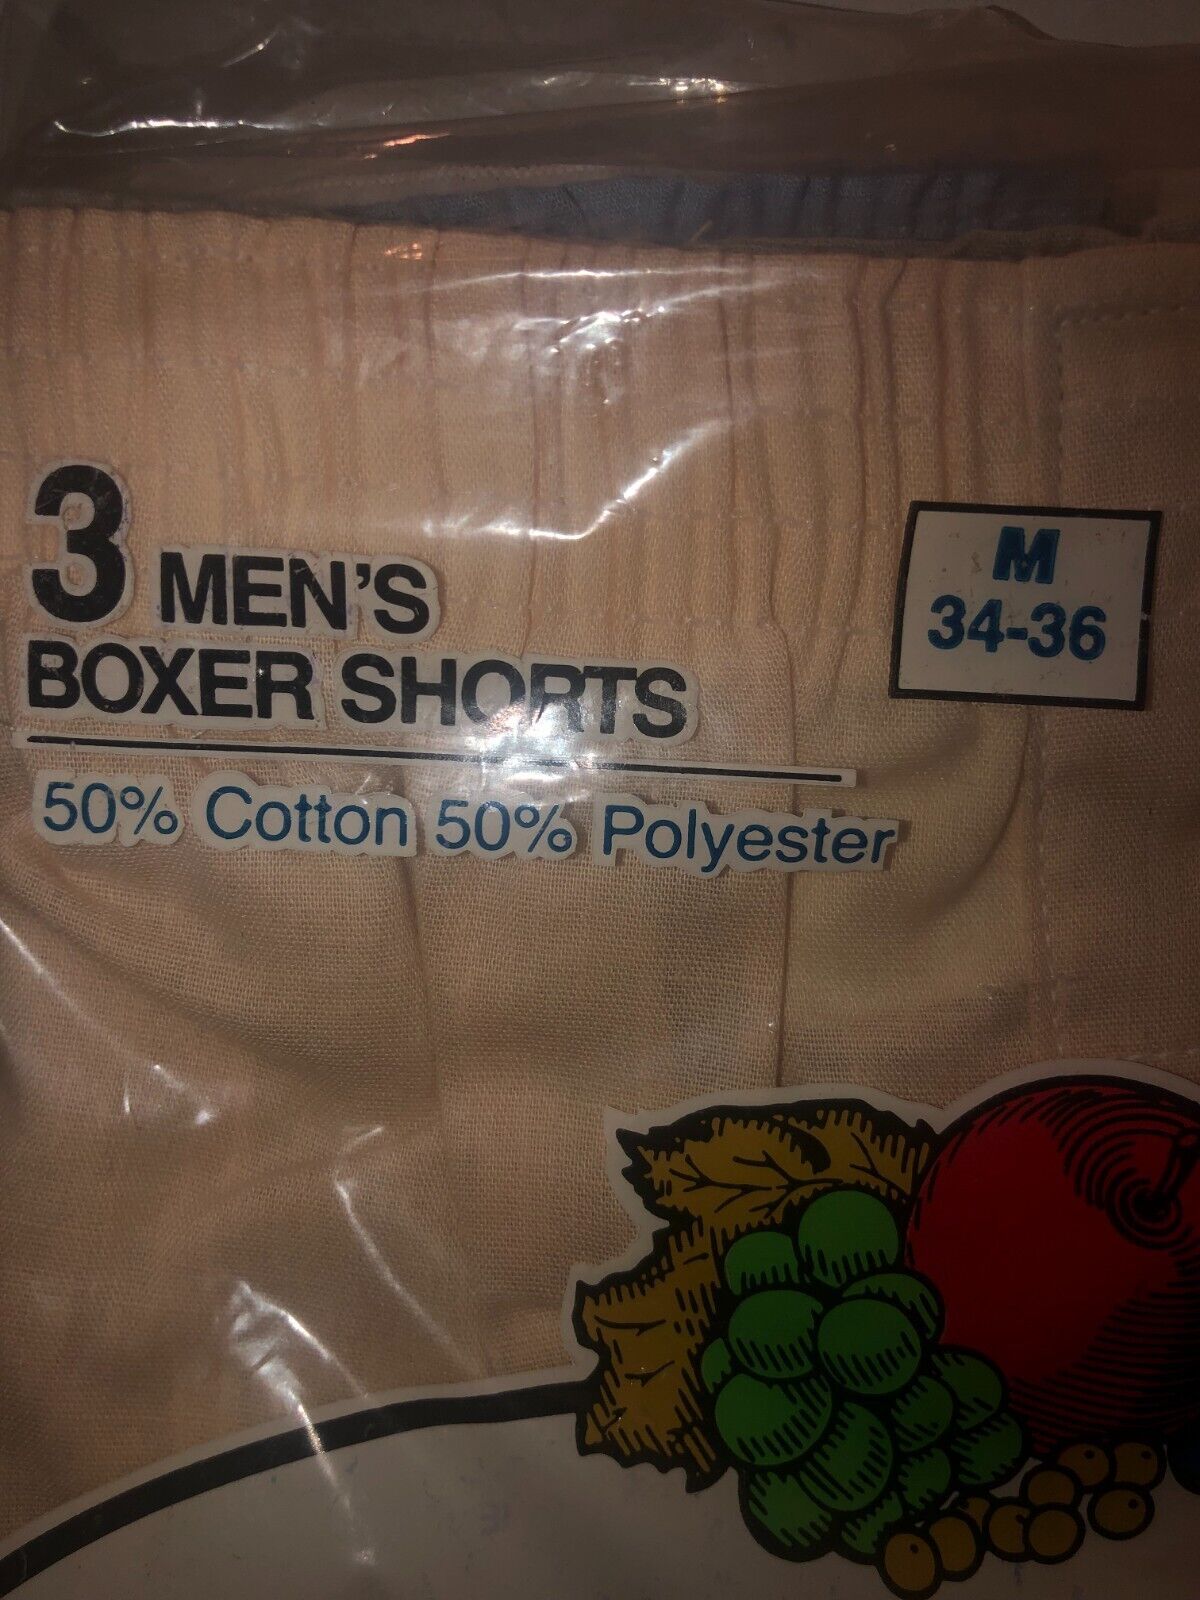 3 MEN'S
BOXER SHORTS
50% Cotton 50% Polyester
M
34-36